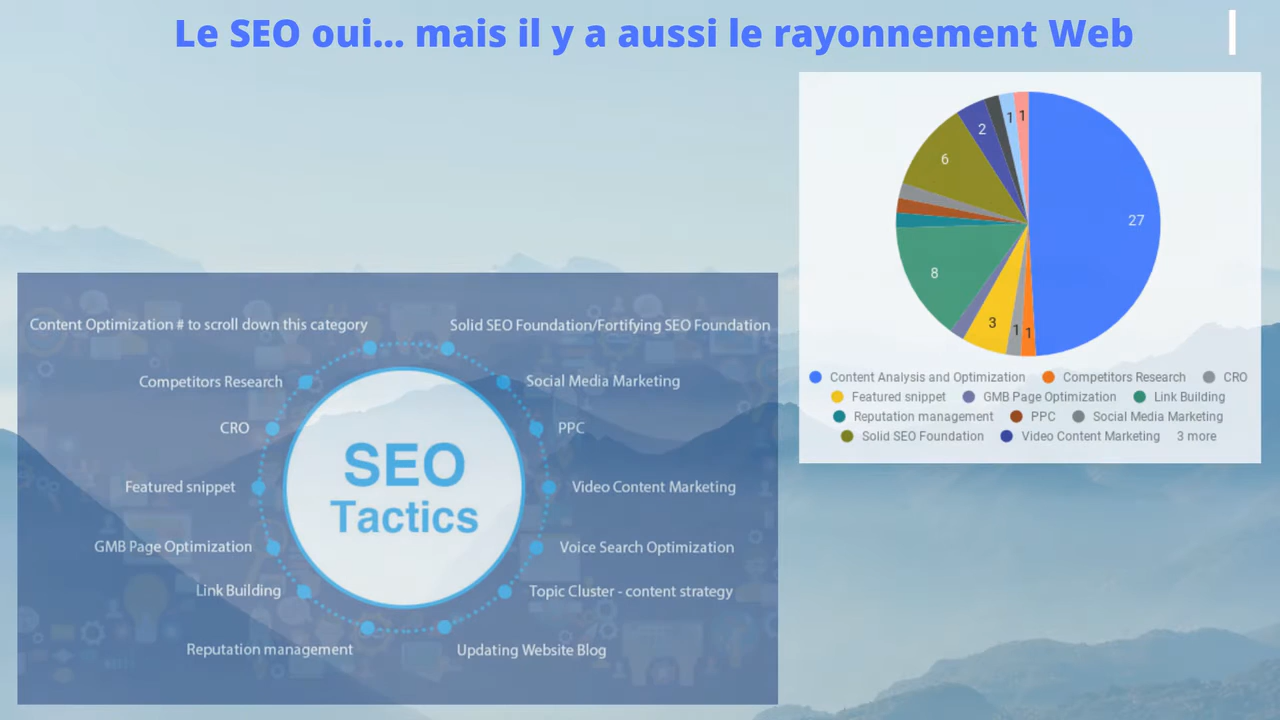 Le SEO oui... mais il y a aussi le rayonnement Web
1
1
2
6
27
8
3
1
1
Content Analysis and Optimization
Competitors Research
CRO
Featured snippet
GMB Page Optimization
Link Building
Reputation management
PPC
Social Media Marketing
Solid SEO Foundation
Video Content Marketing
3 more
Content Optimization # to scroll down this category
Solid SEO Foundation/Fortifying SEO Foundation
Competitors Research
Social Media Marketing
CRO
PPC
SEO
Tactics
Featured snippet
Video Content Marketing
GMB Page Optimization
Voice Search Optimization
Link Building
Topic Cluster - content strategy
Reputation management
Updating Website Blog